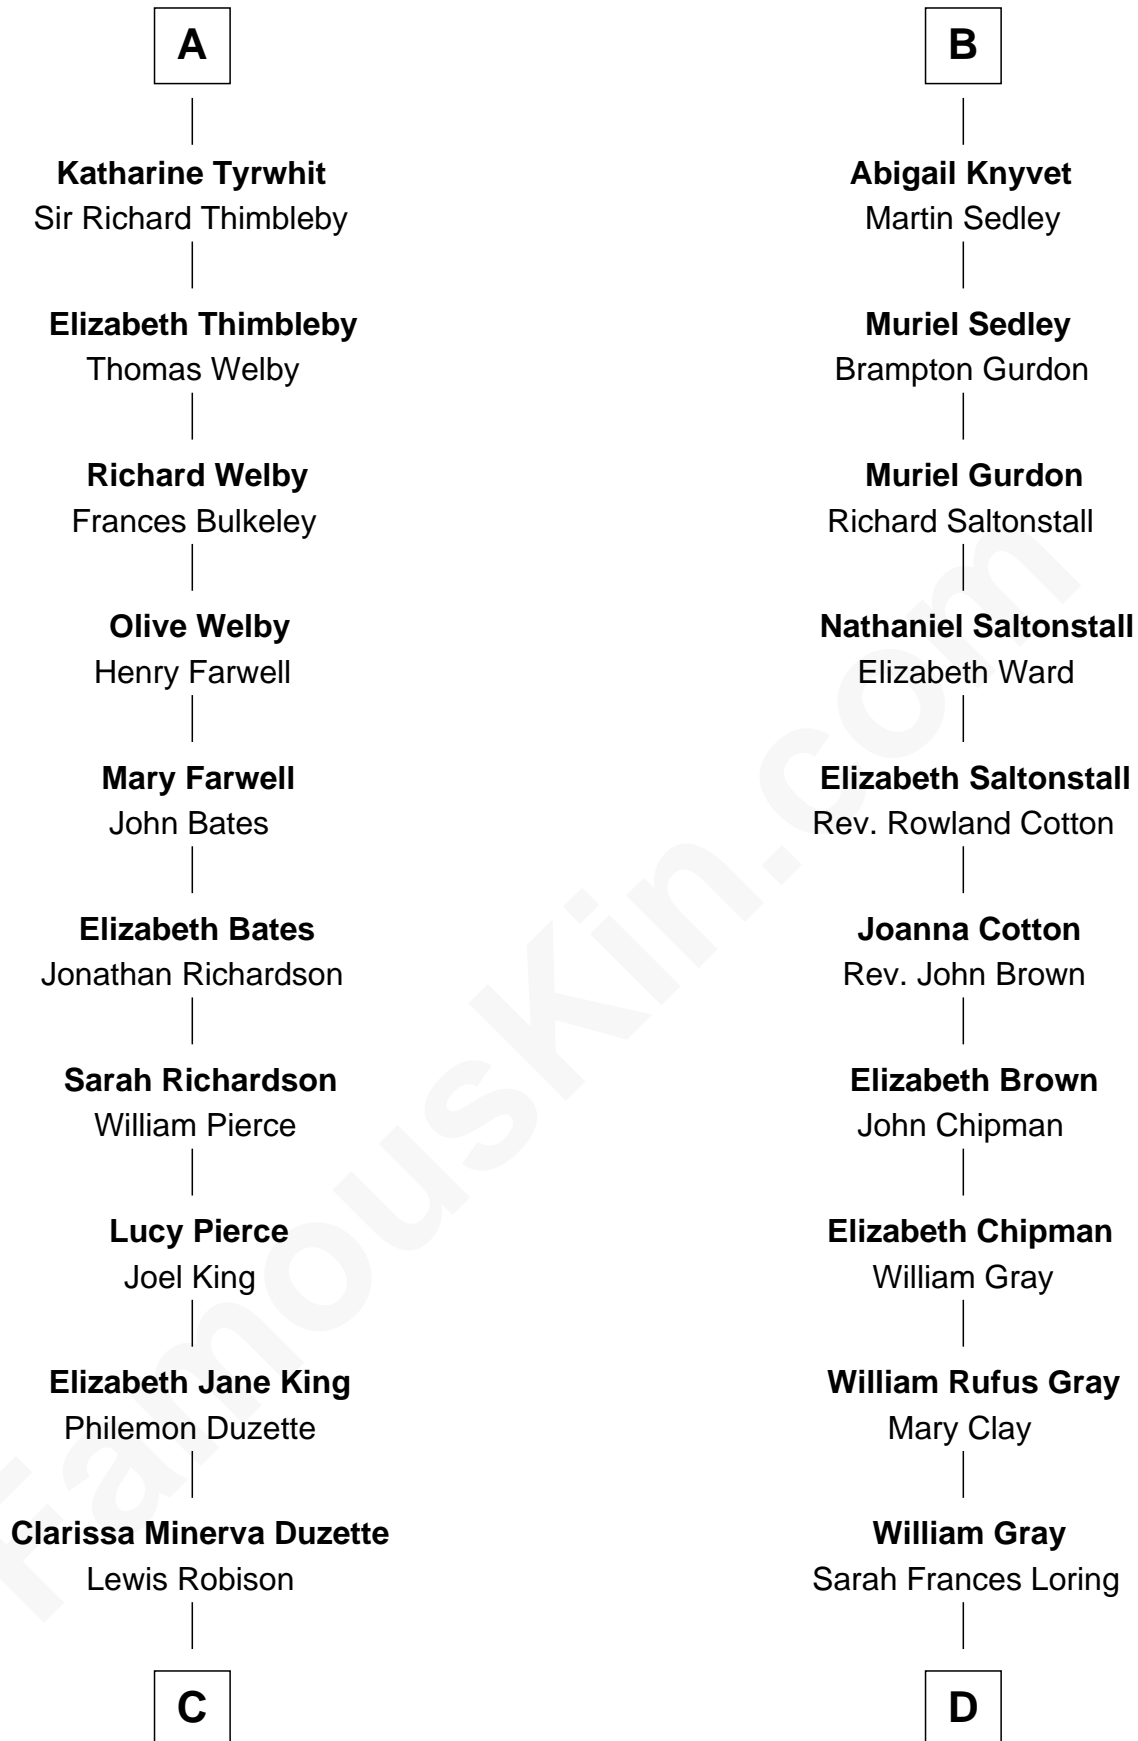 A
Katharine Tyrwhit
Sir Richard Thimbleby
Elizabeth Thimbleby
Thomas Welby
Richard Welby
Frances Bulkeley
Olive Welby
Henry Farwell
Mary Farwell
John Bates
Elizabeth Bates
Jonathan Richardson
Sarah Richardson
William Pierce
Lucy Pierce
Joel King
Elizabeth Jane King
Philemon Duzette
Clarissa Minerva Duzette
Lewis Robison
C
B
Abigail Knyvet
Martin Sedley
Muriel Sedley
Brampton Gurdon
Muriel Gurdon
Richard Saltonstall
Nathaniel Saltonstall
Elizabeth Ward
Elizabeth Saltonstall
Rev. Rowland Cotton
Joanna Cotton
Rev. John Brown
Elizabeth Brown
John Chipman
Elizabeth Chipman
William Gray
William Rufus Gray
Mary Clay
William Gray
Sarah Frances Loring
D
FamousKin.com